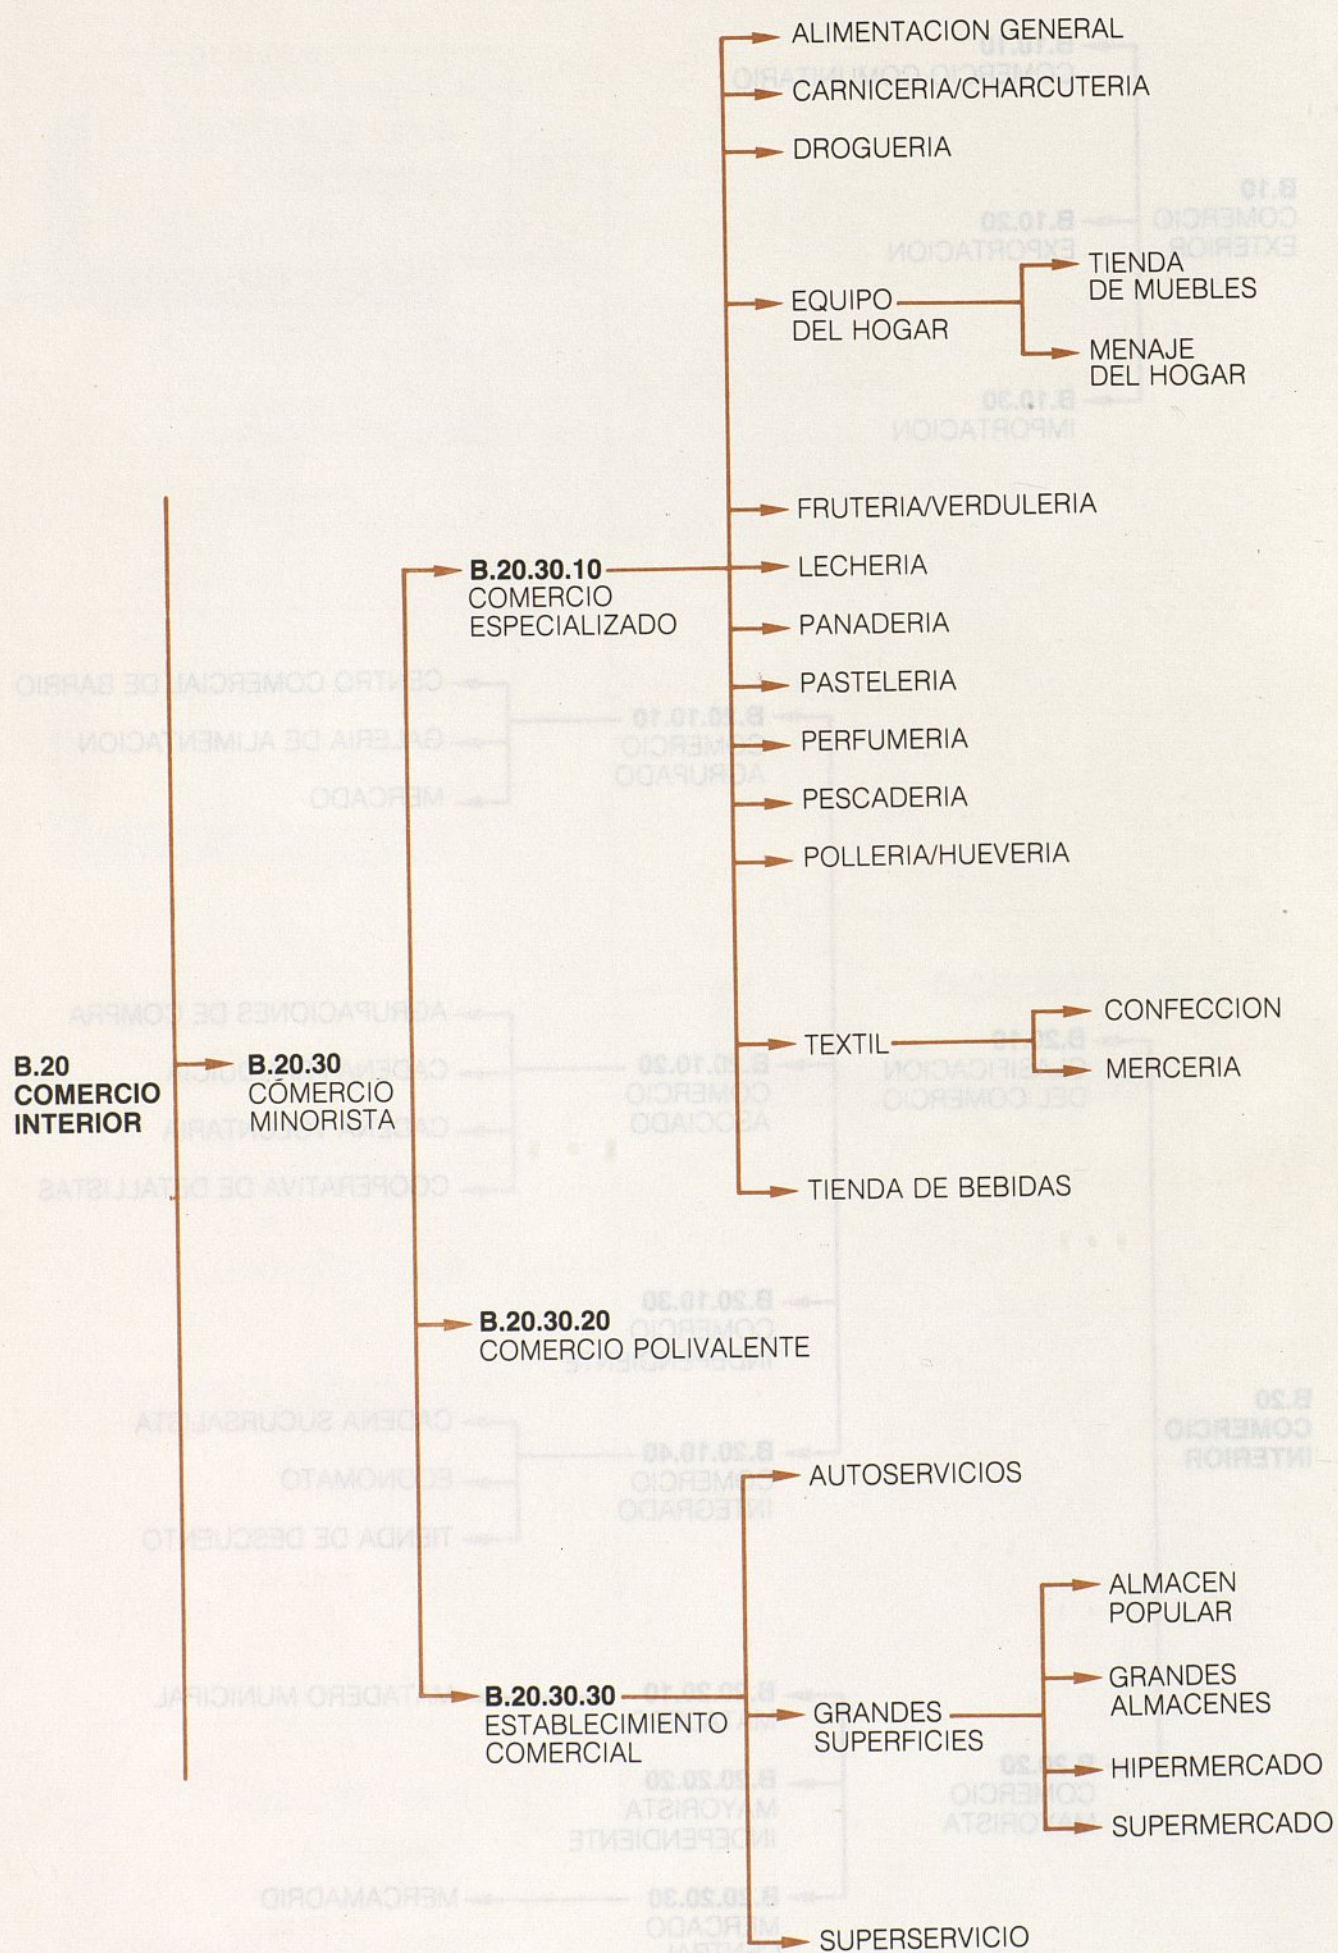 B.20
COMERCIO
INTERIOR
B.20.30
COMERCIO
MINORISTA
B.20.30.10
COMERCIO
ESPECIALIZADO
ALIMENTACION GENERAL
CARNICERIA/CHARCUTERIA
DROGUERIA
EQUIPO
DEL HOGAR
TIENDA
DE MUEBLES
MENAJE
DEL HOGAR
FRUTERIA/VERDULERIA
LECHERIA
PANADERIA
PASTELERIA
PERFUMERIA
PESCADERIA
POLLERIA/HUEVERIA
TEXTIL
CONFECCION
MERCERIA
TIENDA DE BEBIDAS
B.20.30.20
COMERCIO POLIVALENTE
B.20.30.30
ESTABLECIMIENTO
COMERCIAL
AUTOSERVICIOS
GRANDES
SUPERFICIES
ALMACEN
POPULAR
GRANDES
ALMACENES
HIPERMERCADO
SUPERMERCADO
SUPERSERVICIO